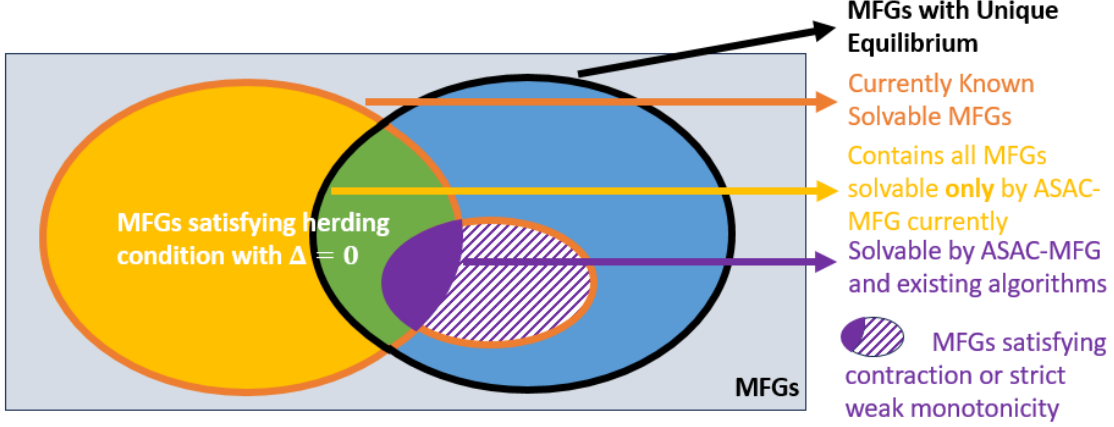 MFGs with Unique
Equilibrium
Currently Known
Solvable MFGs
Contains all MFGs
solvable only by ASAC-
MFG currently
MFGs satisfying herding
condition with Δ = 0
Solvable by ASAC-MFG
and existing algorithms
MFGs satisfying
contraction or strict
weak monotonicity
MFGs